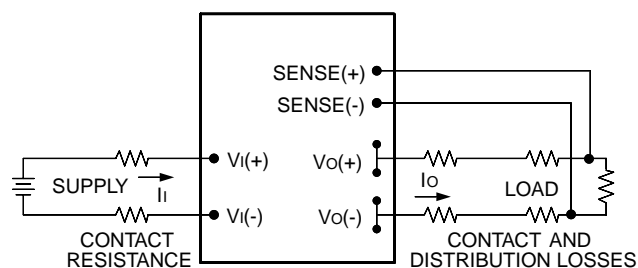 SENSE(+)
SENSE(-)
VI(+)
VO(+)
SUPPLY
II
IO
LOAD
VI(-)
VO(-)
CONTACT
RESISTANCE
CONTACT AND
DISTRIBUTION LOSSES